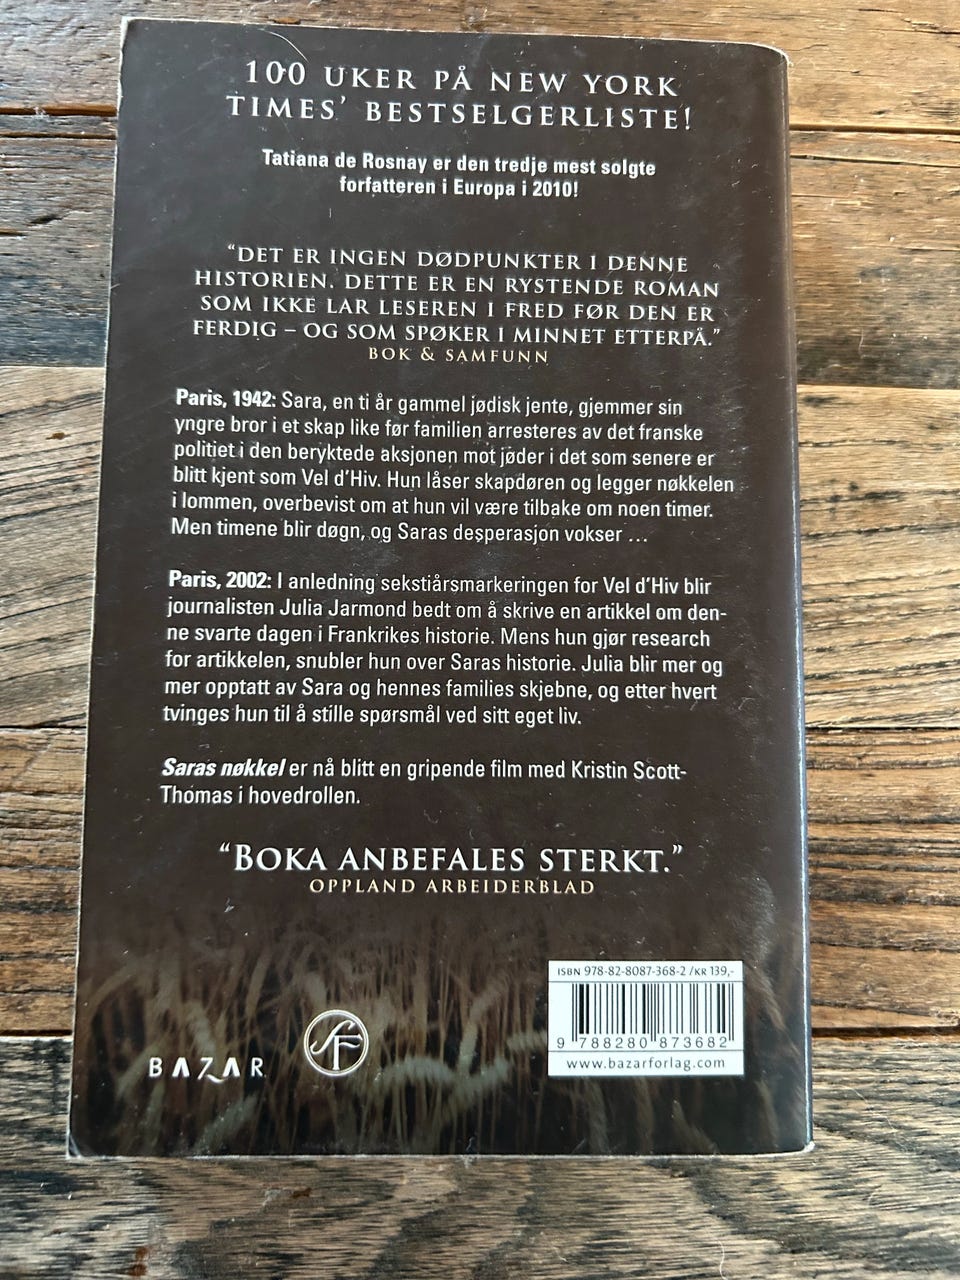 100 UKER PÅ NEW YORK
TIMES' BESTSELGERLISTE!
Tatiana de Rosnay er den tredje mest solgte
forfatteren i Europa i 2010!
“DET ER INGEN DØDPUNKTER I DENNE
HISTORIEN. DETTE ER EN RYSTENDE ROMAN
SOM IKKE LAR LESEREN I FRED FØR DEN ER
FERDIG – OG SOM SPØKER I MINNET ETTERPÅ.”
BOK & SAMFUNN
Paris, 1942: Sara, en ti år gammel jødisk jente, gjemmer sin
yngre bror i et skap like før familien arresteres av det franske
politiet i den beryktede aksjonen mot jøder i det som senere er
blitt kjent som Vel d'Hiv. Hun låser skapdøren og legger nøkkelen
i lommen, overbevist om at hun vil være tilbake om noen timer.
Men timene blir døgn, og Saras desperasjon vokser …
Paris, 2002: I anledning sekstiårsmarkeringen for Vel d'Hiv blir
journalisten Julia Jarmond bedt om å skrive en artikkel om den-
ne svarte dagen i Frankrikes historie. Mens hun gjør research
for artikkelen, snubler hun over Saras historie. Julia blir mer og
mer opptatt av Sara og hennes families skjebne, og etter hvert
tvinges hun til å stille spørsmål ved sitt eget liv.
Saras nøkkel er nå blitt en gripende film med Kristin Scott-
Thomas i hovedrollen.
“BOKA ANBEFALES STERKT.”
OPPLAND ARBEIDERBLAD
ISBN 978-82-8087-368-2 /KR 139,-
9 788280 873682
www.bazarforlag.com
BAZAR
SF